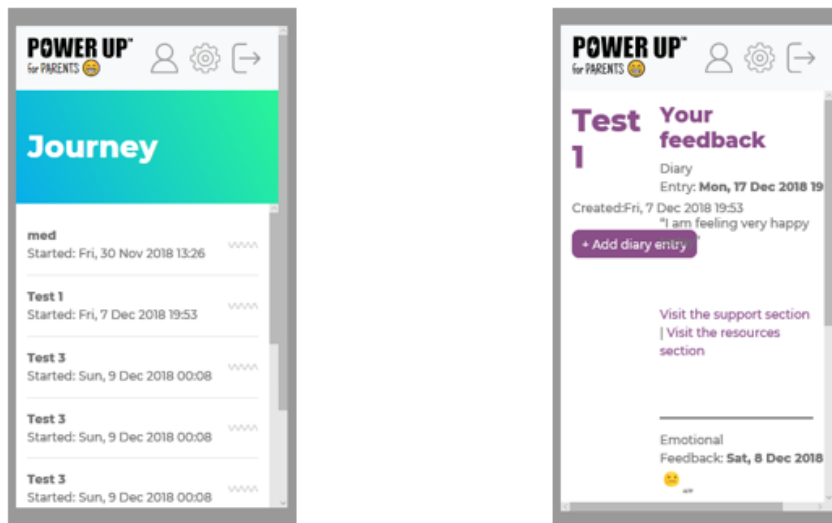 POWER UP™
for PARENTS
Journey
med
Started: Fri, 30 Nov 2018 13:26
Test 1
Started: Fri, 7 Dec 2018 19:53
Test 3
Started: Sun, 9 Dec 2018 00:08
Test 3
Started: Sun, 9 Dec 2018 00:08
Test 3
Started: Sun, 9 Dec 2018 00:08
POWER UP™
for PARENTS
Test
1
Created:Fri, 7 Dec 2018 19:53
+ Add diary entry
Your
feedback
Diary
Entry: Mon, 17 Dec 2018 19
"I am feeling very happy
Visit the support section
| Visit the resources
section
Emotional
Feedback: Sat, 8 Dec 2018